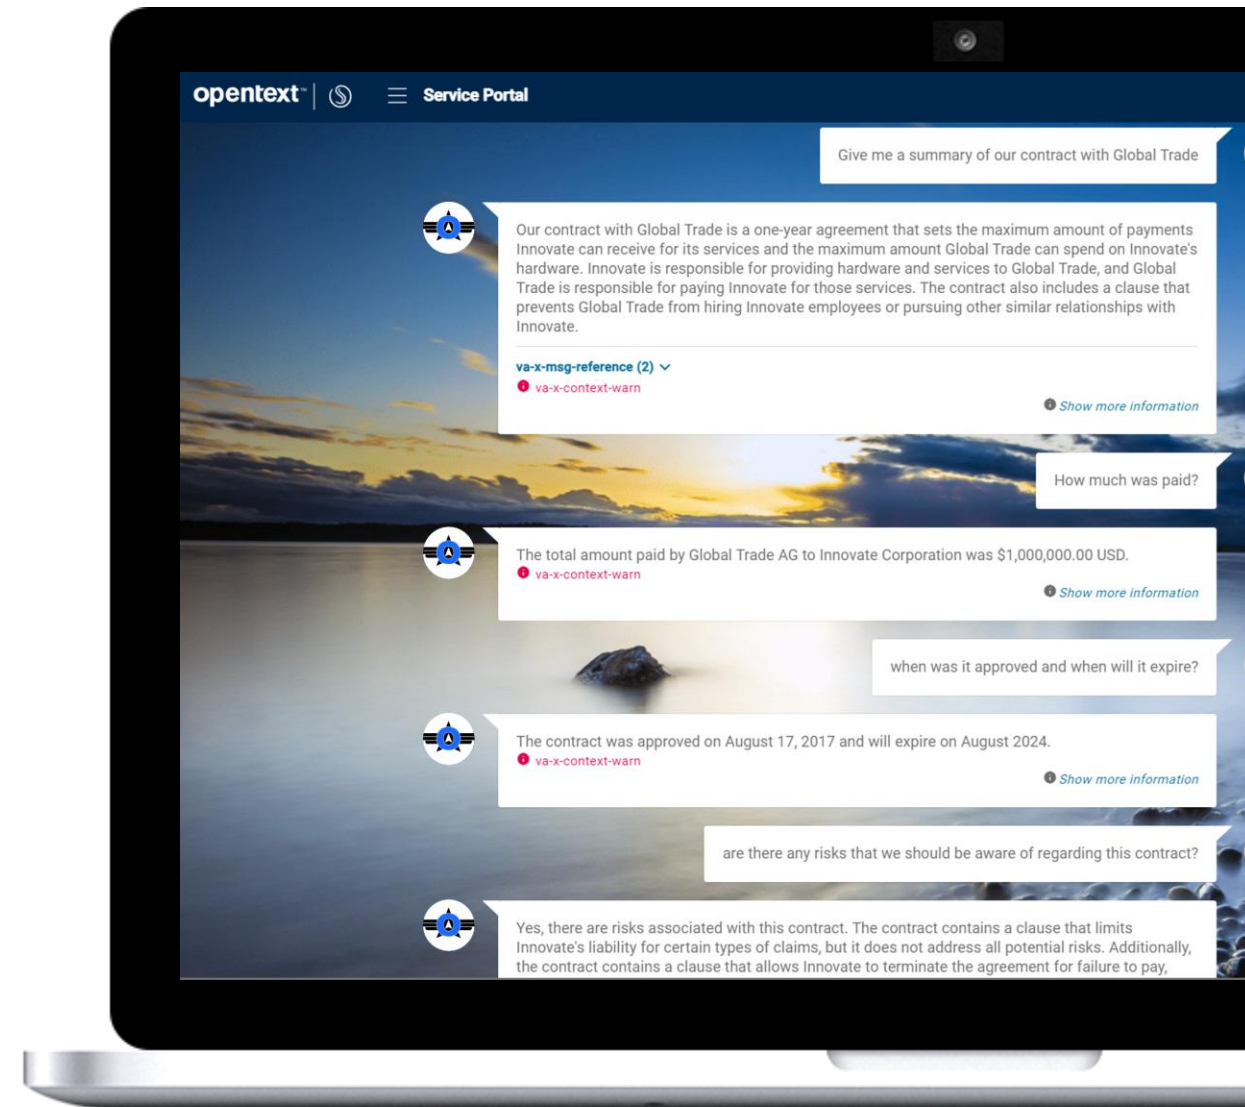 opentext™ Service Portal
Give me a summary of our contract with Global Trade
Our contract with Global Trade is a one-year agreement that sets the maximum amount of payments
Innovate can receive for its services and the maximum amount Global Trade can spend on Innovate's
hardware. Innovate is responsible for providing hardware and services to Global Trade, and Global
Trade is responsible for paying Innovate for those services. The contract also includes a clause that
prevents Global Trade from hiring Innovate employees or pursuing other similar relationships with
Innovate.
va-x-msg-reference (2)
va-x-context-warn
Show more information
How much was paid?
The total amount paid by Global Trade AG to Innovate Corporation was $1,000,000.00 USD.
va-x-context-warn
Show more information
when was it approved and when will it expire?
The contract was approved on August 17, 2017 and will expire on August 2024.
va-x-context-warn
Show more information
are there any risks that we should be aware of regarding this contract?
Yes, there are risks associated with this contract. The contract contains a clause that limits
Innovate's liability for certain types of claims, but it does not address all potential risks. Additionally,
the contract contains a clause that allows Innovate to terminate the agreement for failure to pay,